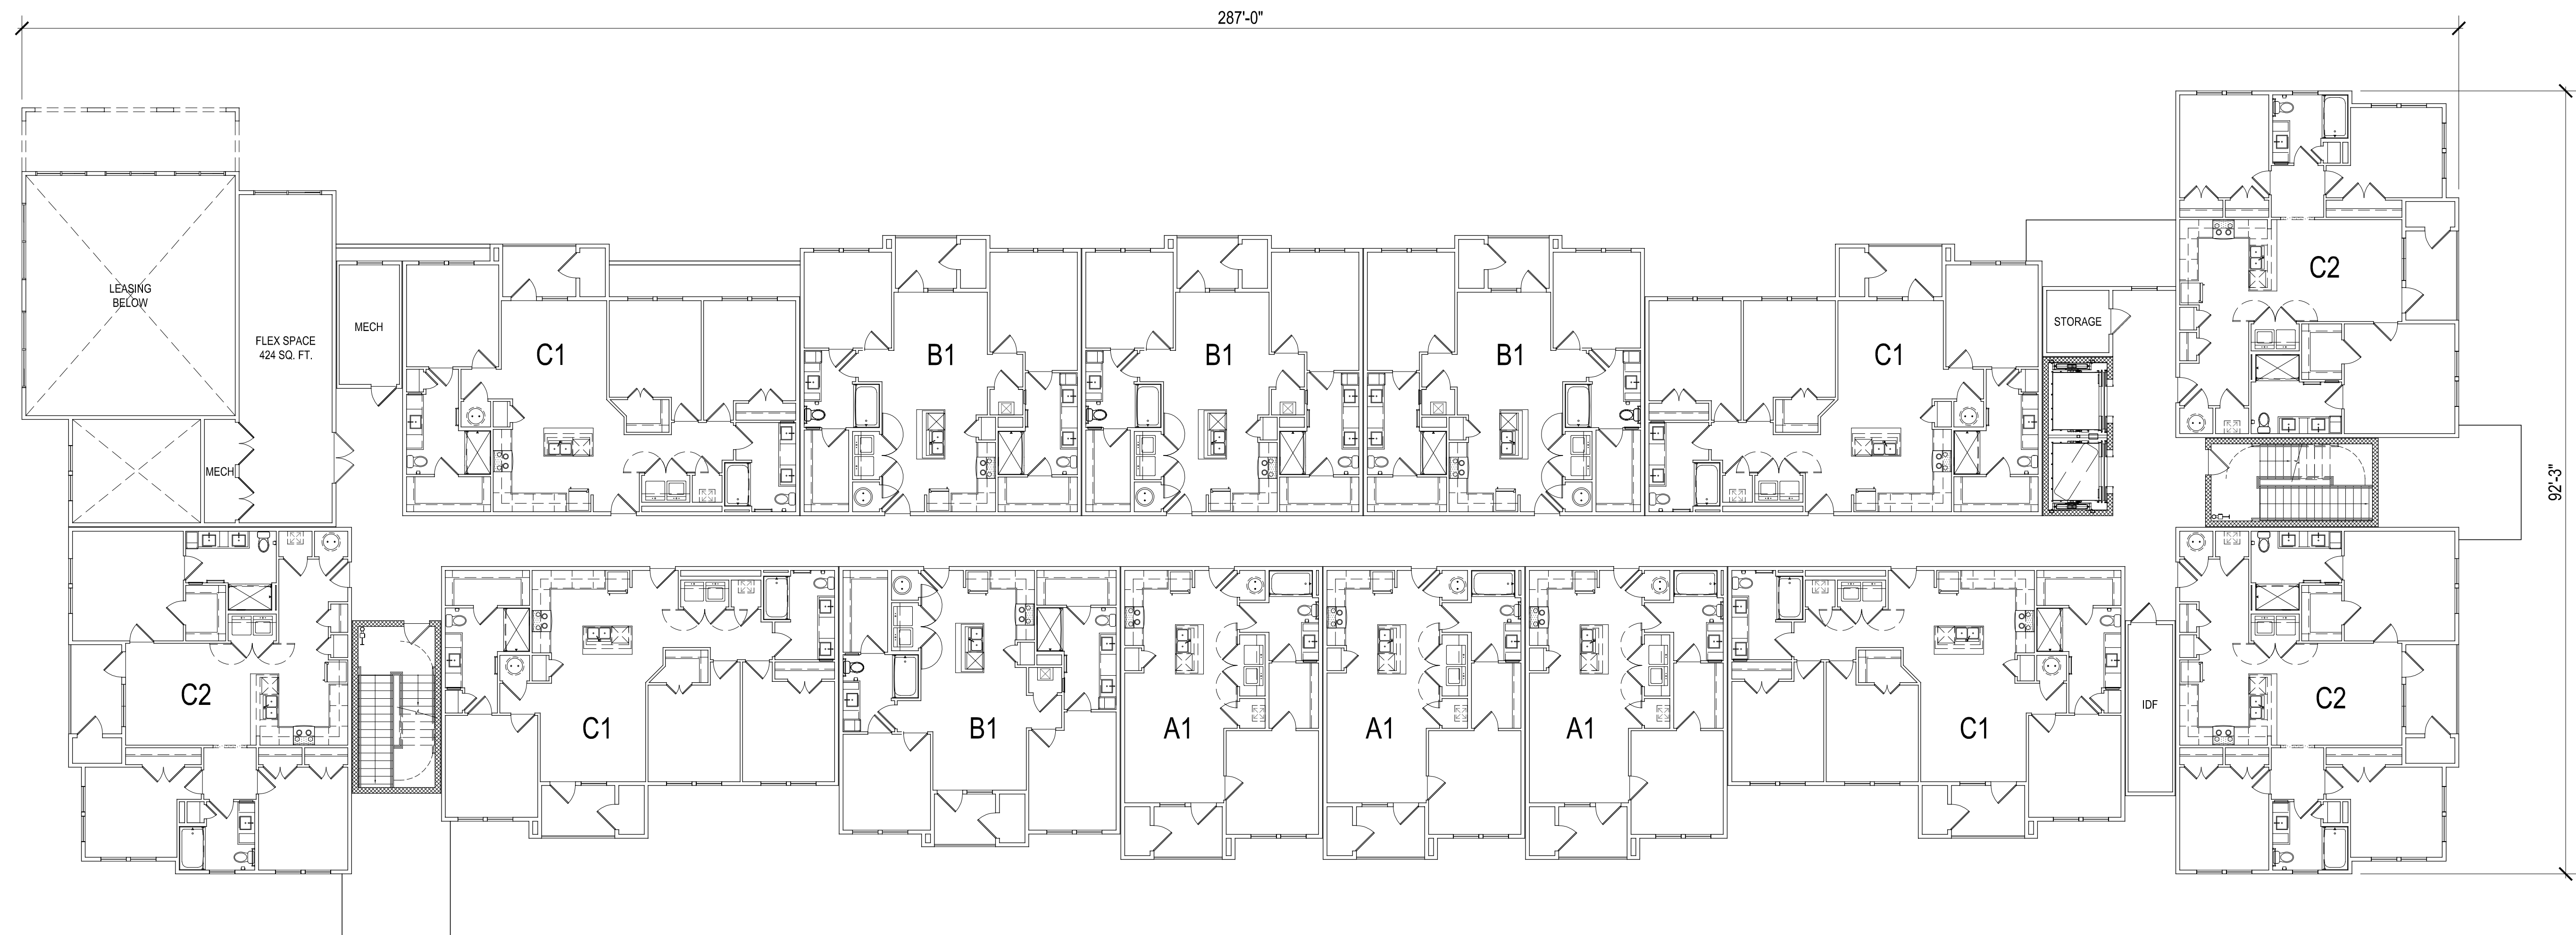 287'-0"
LEASING
BELOW
FLEX SPACE
424 SQ. FT.
MECH
C1
B1
B1
B1
C1
STORAGE
C2
MECH
92'-3"
C2
C1
B1
A1
A1
A1
C1
IDF
C2